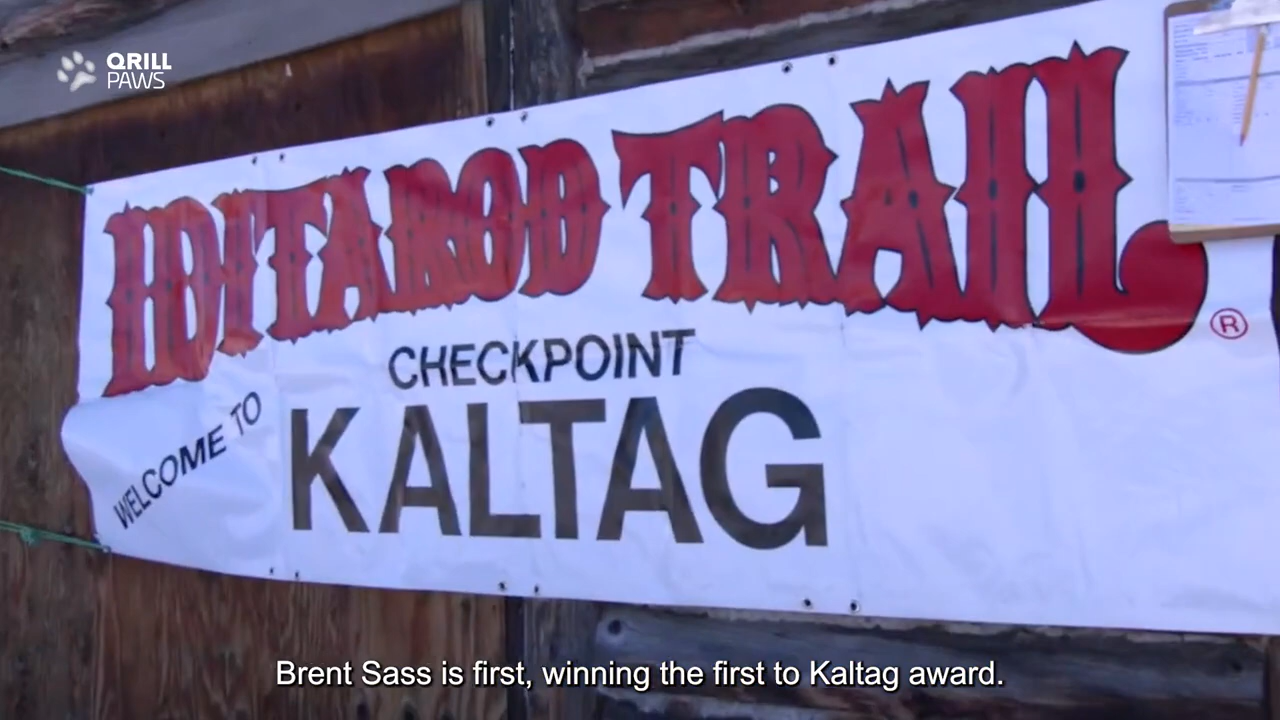 QRILL
PAWS
IDITAROD TRAIL
®
CHECKPOINT
WELCOME TO
KALTAG
Brent Sass is first, winning the first to Kaltag award.